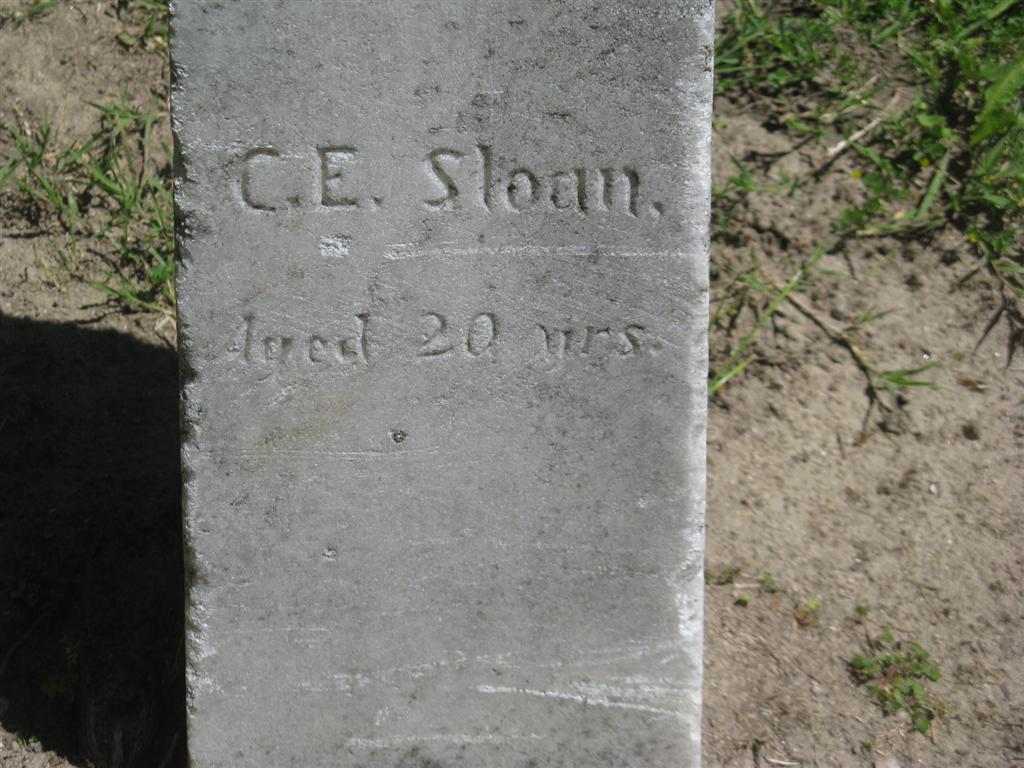 C. E. Sloan,
Aged 20 yrs.